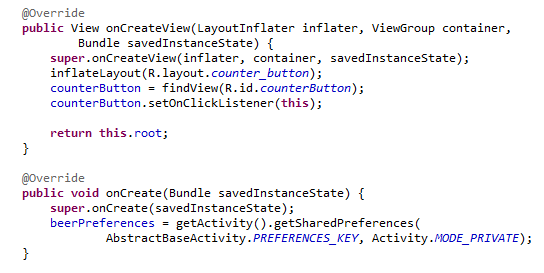 @Override
public View onCreateView(LayoutInflater inflater, ViewGroup container,
        Bundle savedInstanceState) {
    super.onCreateView(inflater, container, savedInstanceState);
    inflateLayout(R.layout.counter_button);
    counterButton = findView(R.id.counterButton);
    counterButton.setOnClickListener(this);

    return this.root;
}

@Override
public void onCreate(Bundle savedInstanceState) {
    super.onCreate(savedInstanceState);
    beerPreferences = getActivity().getSharedPreferences(
            AbstractBaseActivity.PREFERENCES_KEY, Activity.MODE_PRIVATE);
}